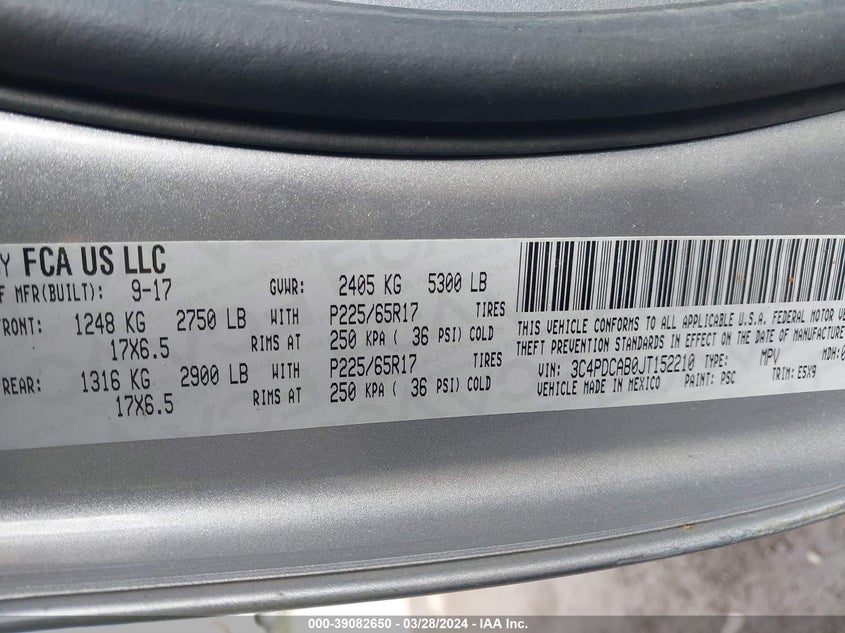 Y FCA US LLC
F MFR(BUILT): 9-17 GVWR: 2405 KG 5300 LB
FRONT: 1248 KG 2750 LB WITH P225/65R17 TIRES
17X6.5 RIMS AT 250 KPA ( 36 PSI) COLD
REAR: 1316 KG 2900 LB WITH P225/65R17 TIRES
17X6.5 RIMS AT 250 KPA ( 36 PSI) COLD
THIS VEHICLE CONFORMS TO ALL APPLICABLE U.S.A. FEDERAL MOTOR VE
THEFT PREVENTION STANDARDS IN EFFECT ON THE DATE OF MANUFACTURE
VIN: 3C4PDCAB0JT152210 TYPE: MPV MDH: 0
VEHICLE MADE IN MEXICO PAINT: PSC TRIM: E5X9
000-39082650 - 03/28/2024 - IAA Inc.